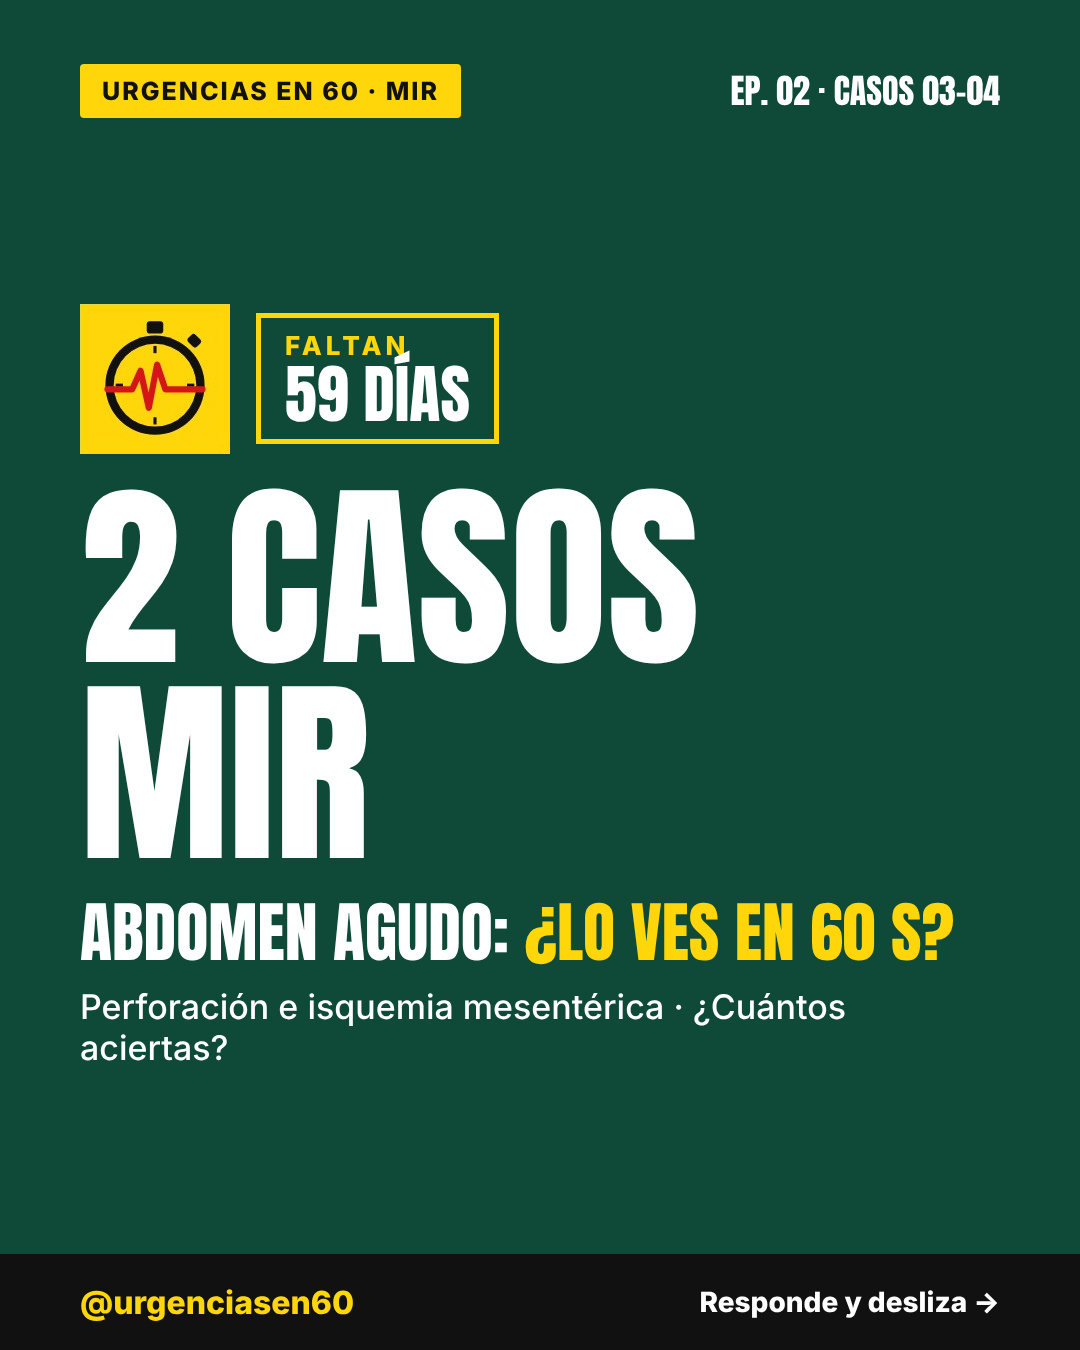 URGENCIAS EN 60 · MIR
EP. 02 · CASOS 03-04
FALTAN
59 DÍAS
2 CASOS
MIR
ABDOMEN AGUDO: ¿LO VES EN 60 S?
Perforación e isquemia mesentérica · ¿Cuántos
aciertas?
@urgenciasen60
Responde y desliza →